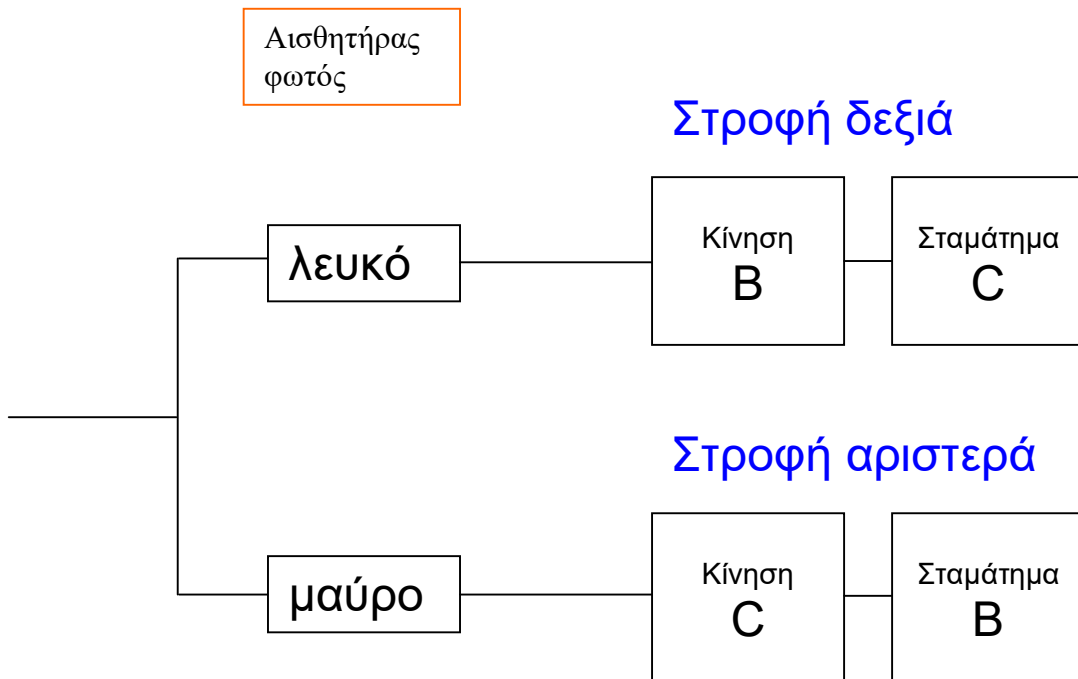 Αισθητήρας
φωτός
Στροφή δεξιά
λευκό
Κίνηση
B
Σταμάτημα
C
Στροφή αριστερά
μαύρο
Κίνηση
C
Σταμάτημα
B